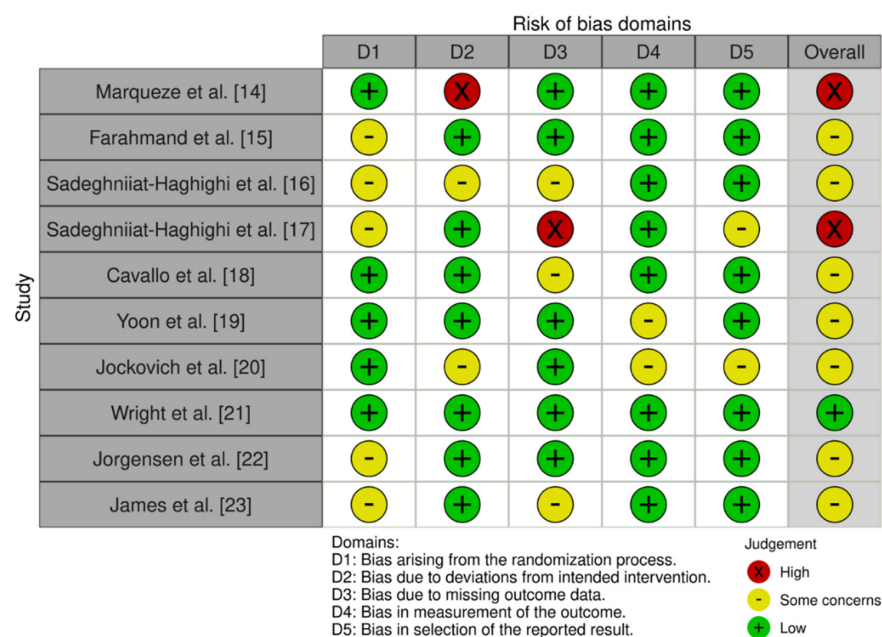 Risk of bias domains
D1 D2 D3 D4 D5 Overall
Study
Marqueze et al. [14] + X + + + X
Farahmand et al. [15] - + + + + -
Sadeghniiat-Haghighi et al. [16] - - - + + -
Sadeghniiat-Haghighi et al. [17] - + X + - X
Cavallo et al. [18] + + - + + -
Yoon et al. [19] + + + - + -
Jockovich et al. [20] + - + - - -
Wright et al. [21] + + + + + +
Jorgensen et al. [22] - + + + + -
James et al. [23] - + - + + -
Domains:
D1: Bias arising from the randomization process.
D2: Bias due to deviations from intended intervention.
D3: Bias due to missing outcome data.
D4: Bias in measurement of the outcome.
D5: Bias in selection of the reported result.
Judgement
X High
- Some concerns
+ Low